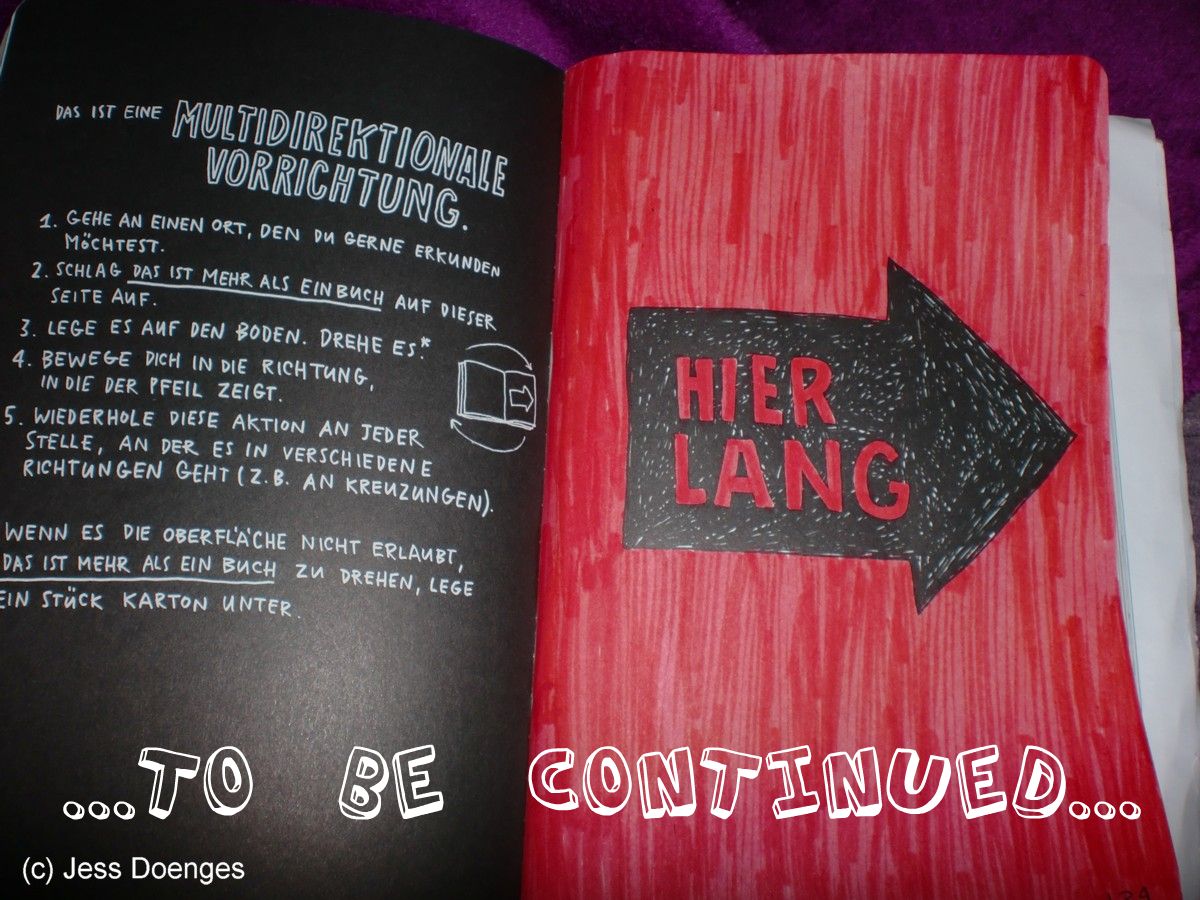 DAS IST EINE MULTIDIREKTIONALE
VORRICHTUNG.
1. GEHE AN EINEN ORT, DEN DU GERNE ERKUNDEN
MÖCHTEST.
2. SCHLAG DAS IST MEHR ALS EIN BUCH AUF DIESER
SEITE AUF.
3. LEGE ES AUF DEN BODEN. DREHE ES.*
4. BEWEGE DICH IN DIE RICHTUNG,
IN DIE DER PFEIL ZEIGT.
5. WIEDERHOLE DIESE AKTION AN JEDER
STELLE, AN DER ES IN VERSCHIEDENE
RICHTUNGEN GEHT (Z.B. AN KREUZUNGEN).
WENN ES DIE OBERFLÄCHE NICHT ERLAUBT,
DAS IST MEHR ALS EIN BUCH ZU DREHEN, LEGE
EIN STÜCK KARTON UNTER.
HIER
LANG
...TO BE CONTINUED...
(c) Jess Doenges